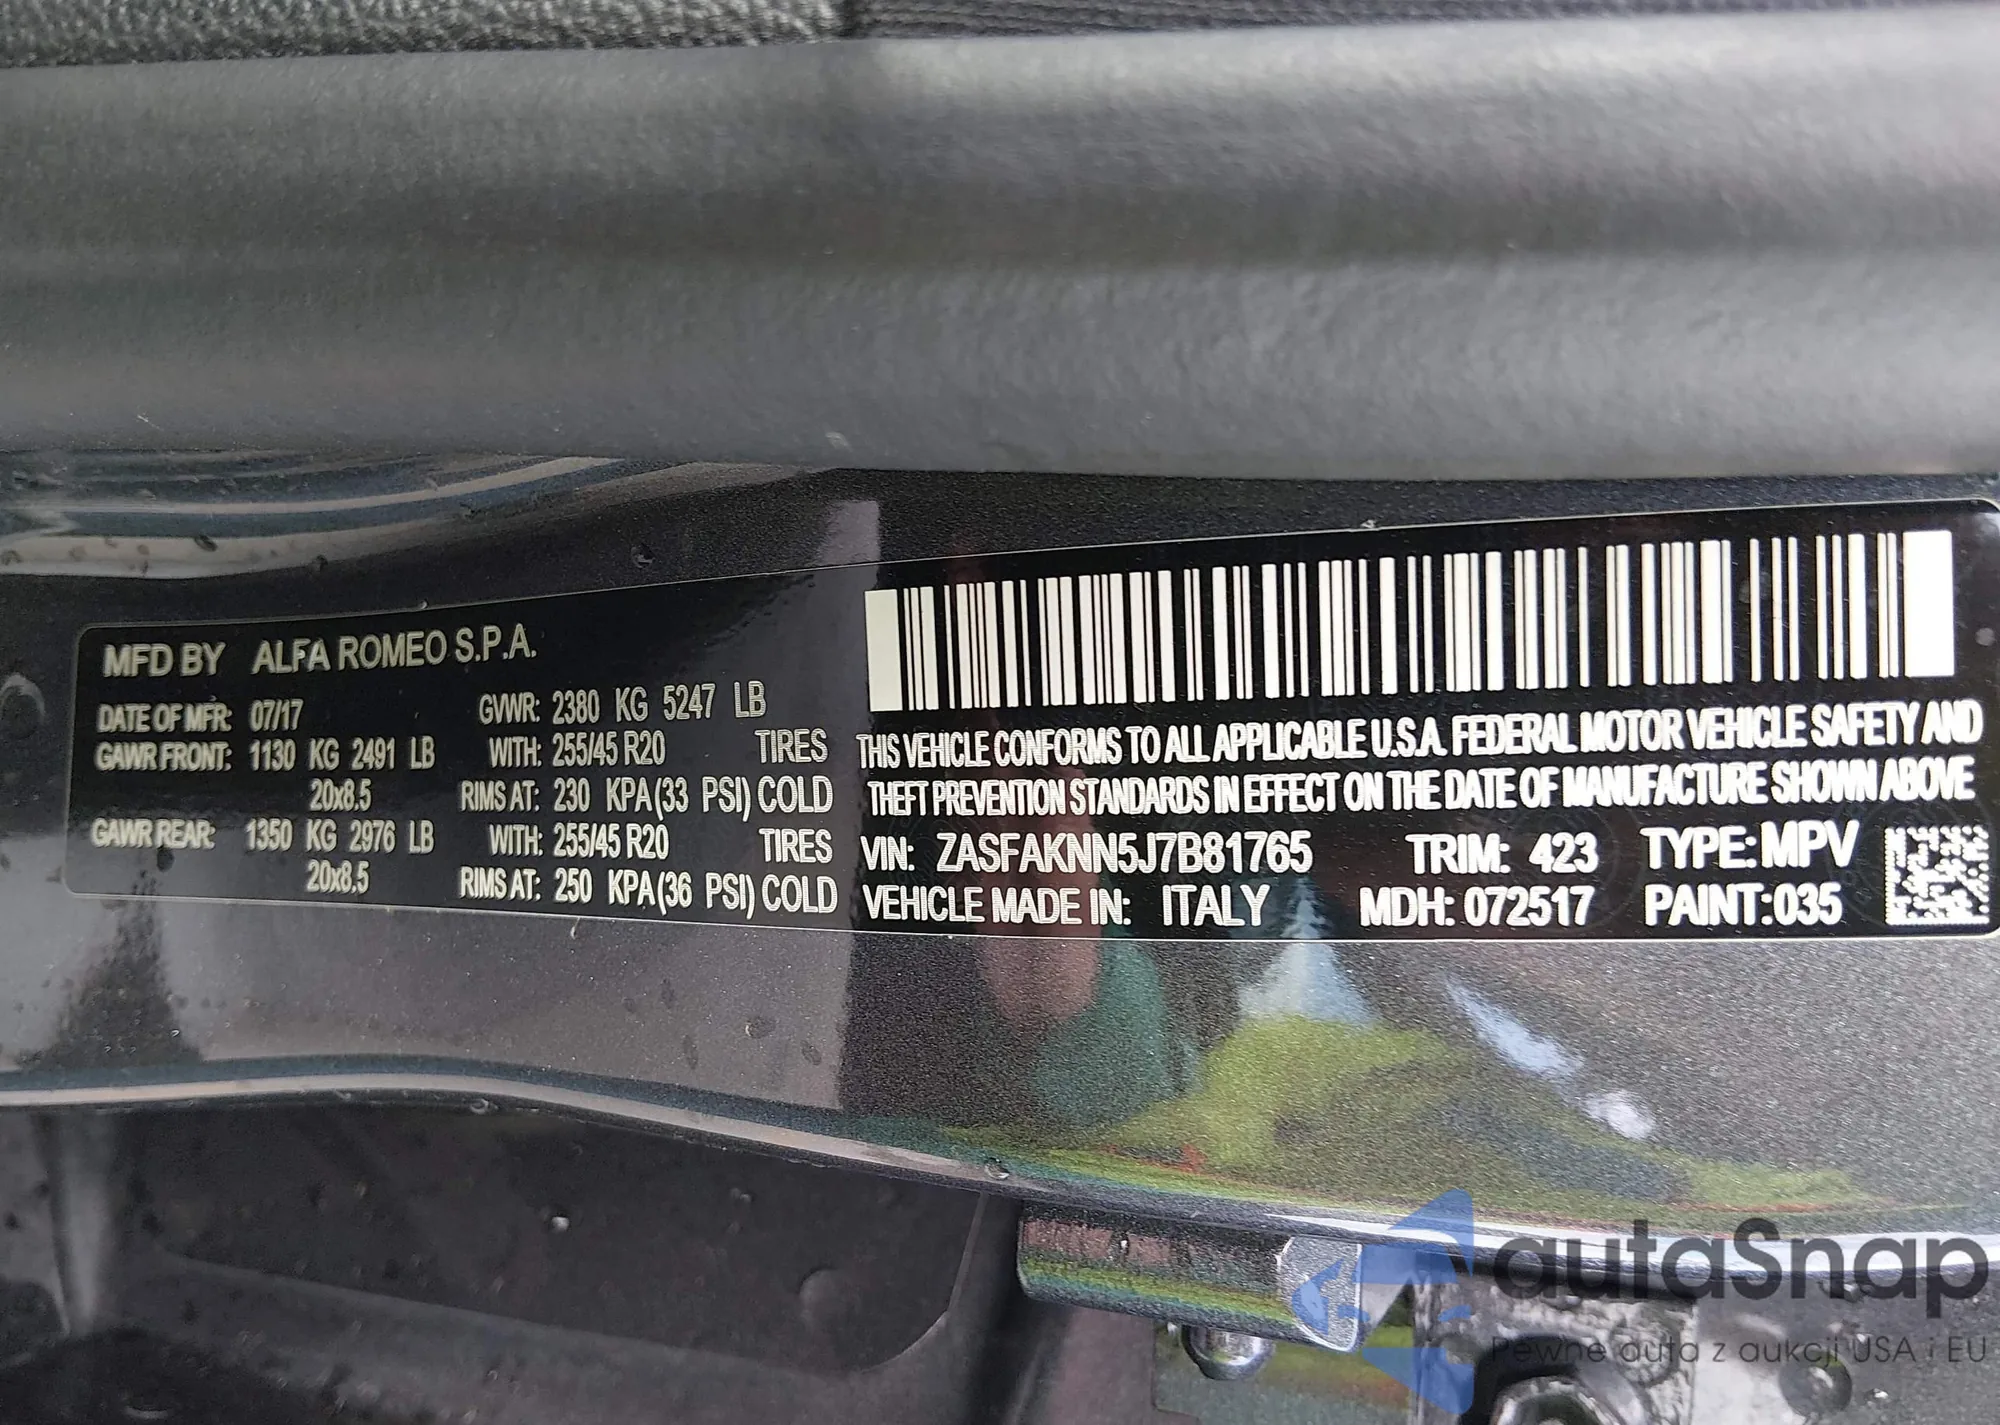 MFD BY ALFA ROMEO S.P.A.
DATE OF MFR: 07/17 GVWR: 2380 KG 5247 LB
GAWR FRONT: 1130 KG 2491 LB WITH: 255/45 R20 TIRES
20x8.5 RIMS AT: 230 KPA(33 PSI) COLD
GAWR REAR: 1350 KG 2976 LB WITH: 255/45 R20 TIRES
20x8.5 RIMS AT: 250 KPA(36 PSI) COLD
THIS VEHICLE CONFORMS TO ALL APPLICABLE U.S.A. FEDERAL MOTOR VEHICLE SAFETY AND
THEFT PREVENTION STANDARDS IN EFFECT ON THE DATE OF MANUFACTURE SHOWN ABOVE
VIN: ZASFAKNN5J7B81765 TRIM: 423 TYPE: MPV
VEHICLE MADE IN: ITALY MDH: 072517 PAINT:035
autaSnap
Pewne auta z aukcji USA i EU